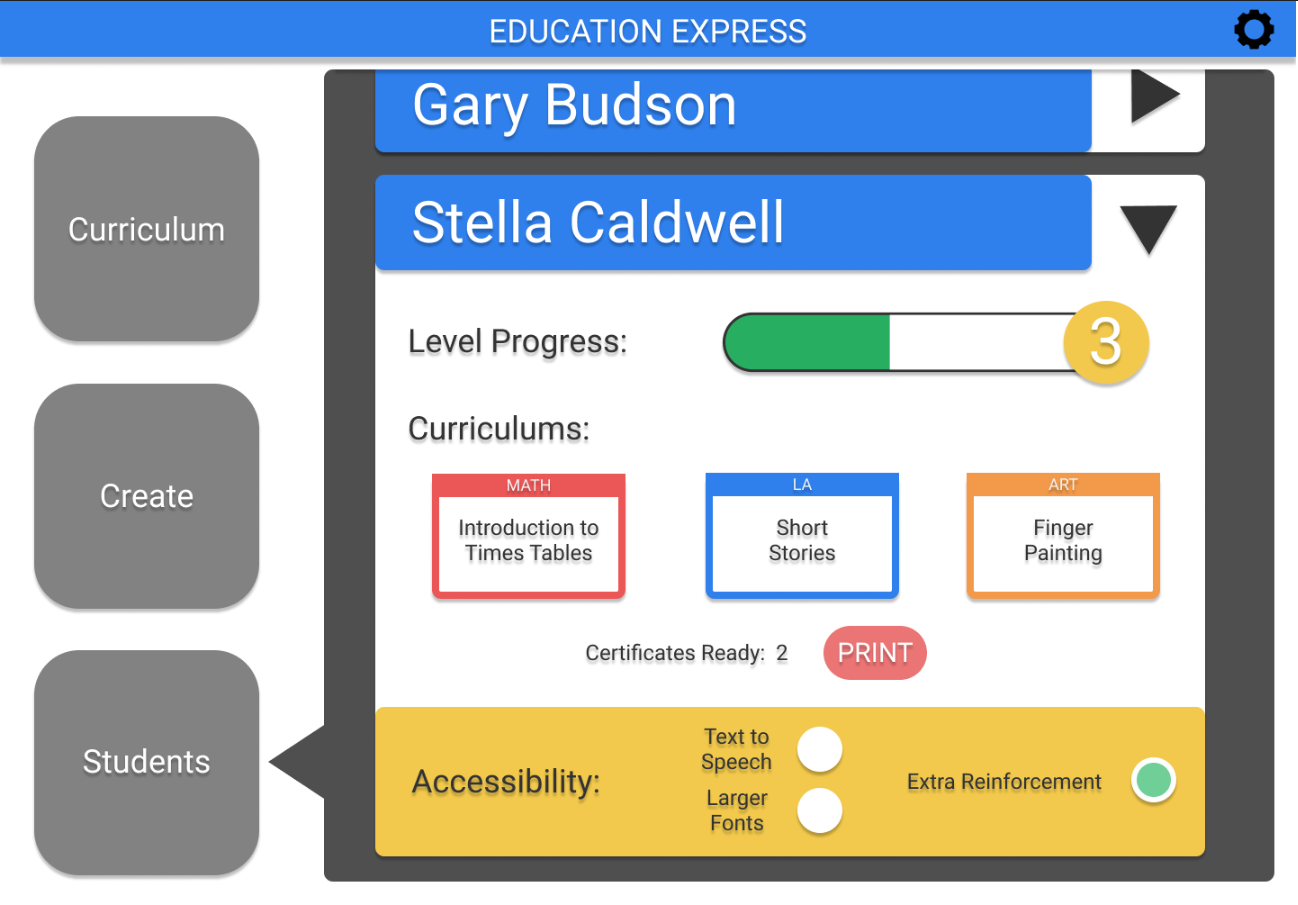 EDUCATION EXPRESS
Gary Budson
Curriculum
Stella Caldwell
Level Progress:
3
Curriculums:
MATH
Introduction to
Times Tables
LA
Short
Stories
ART
Finger
Painting
Create
Certificates Ready: 2
PRINT
Students
Accessibility:
Text to
Speech
Larger
Fonts
Extra Reinforcement